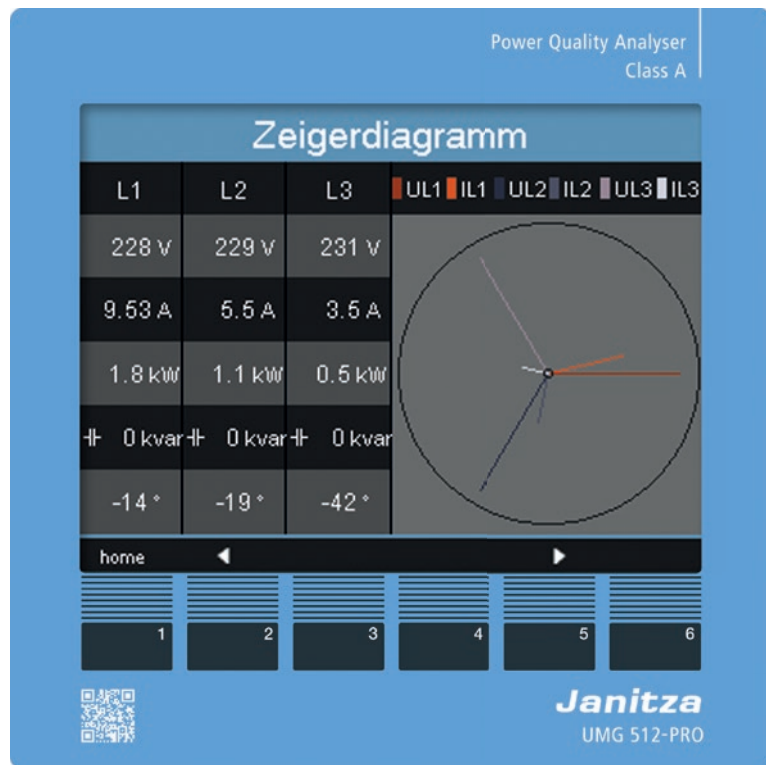 Power Quality Analyser
Class A
Zeigerdiagramm
L1 L2 L3 UL1 IL1 UL2 IL2 UL3 IL3
228 V 229 V 231 V
9.53 A 5.5 A 3.5 A
1.8 kW 1.1 kW 0.5 kW
0 kvar 0 kvar 0 kvar
-14 ° -19 ° -42 °
home
1 2 3 4 5 6
Janitza
UMG 512-PRO